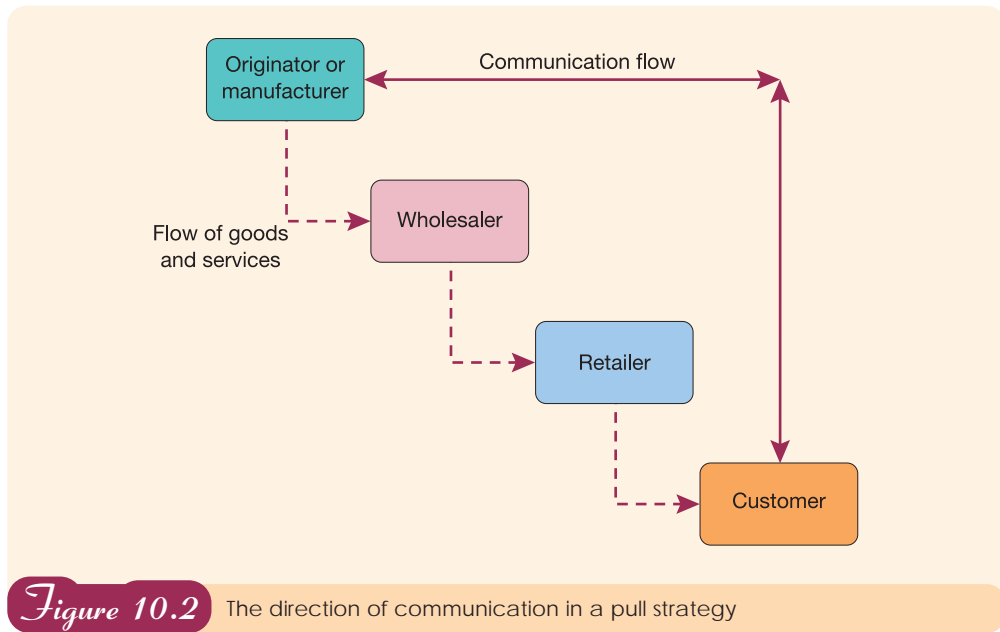 Originator or
manufacturer
Communication flow
Wholesaler
Flow of goods
and services
Retailer
Customer
Figure 10.2 The direction of communication in a pull strategy